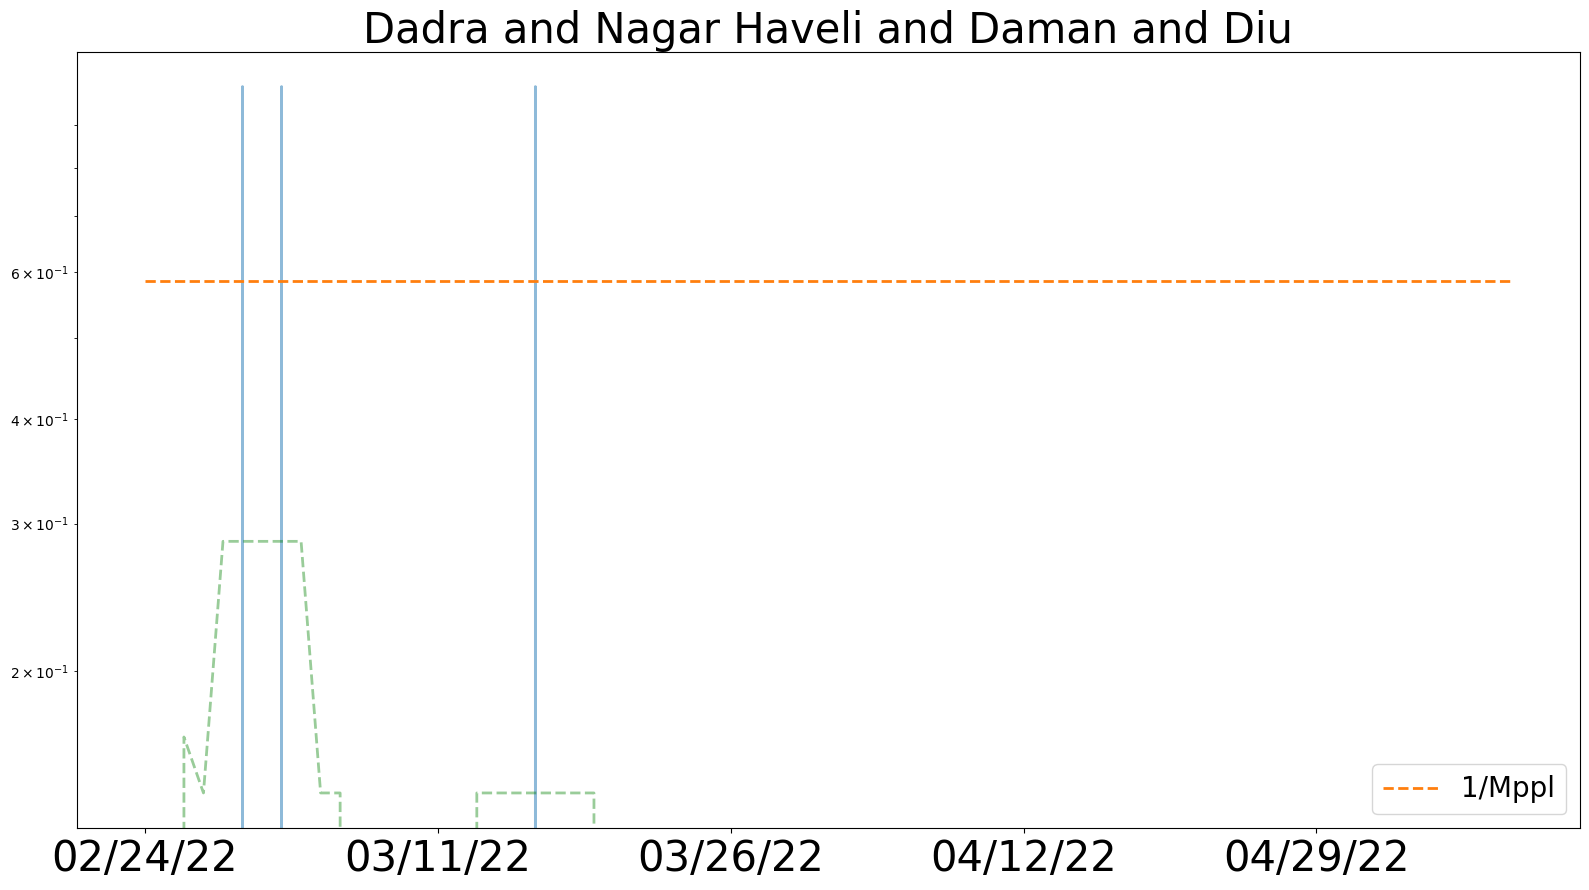 Dadra and Nagar Haveli and Daman and Diu
6 × 10⁻¹
4 × 10⁻¹
3 × 10⁻¹
2 × 10⁻¹
1/Mppl
02/24/22 03/11/22 03/26/22 04/12/22 04/29/22